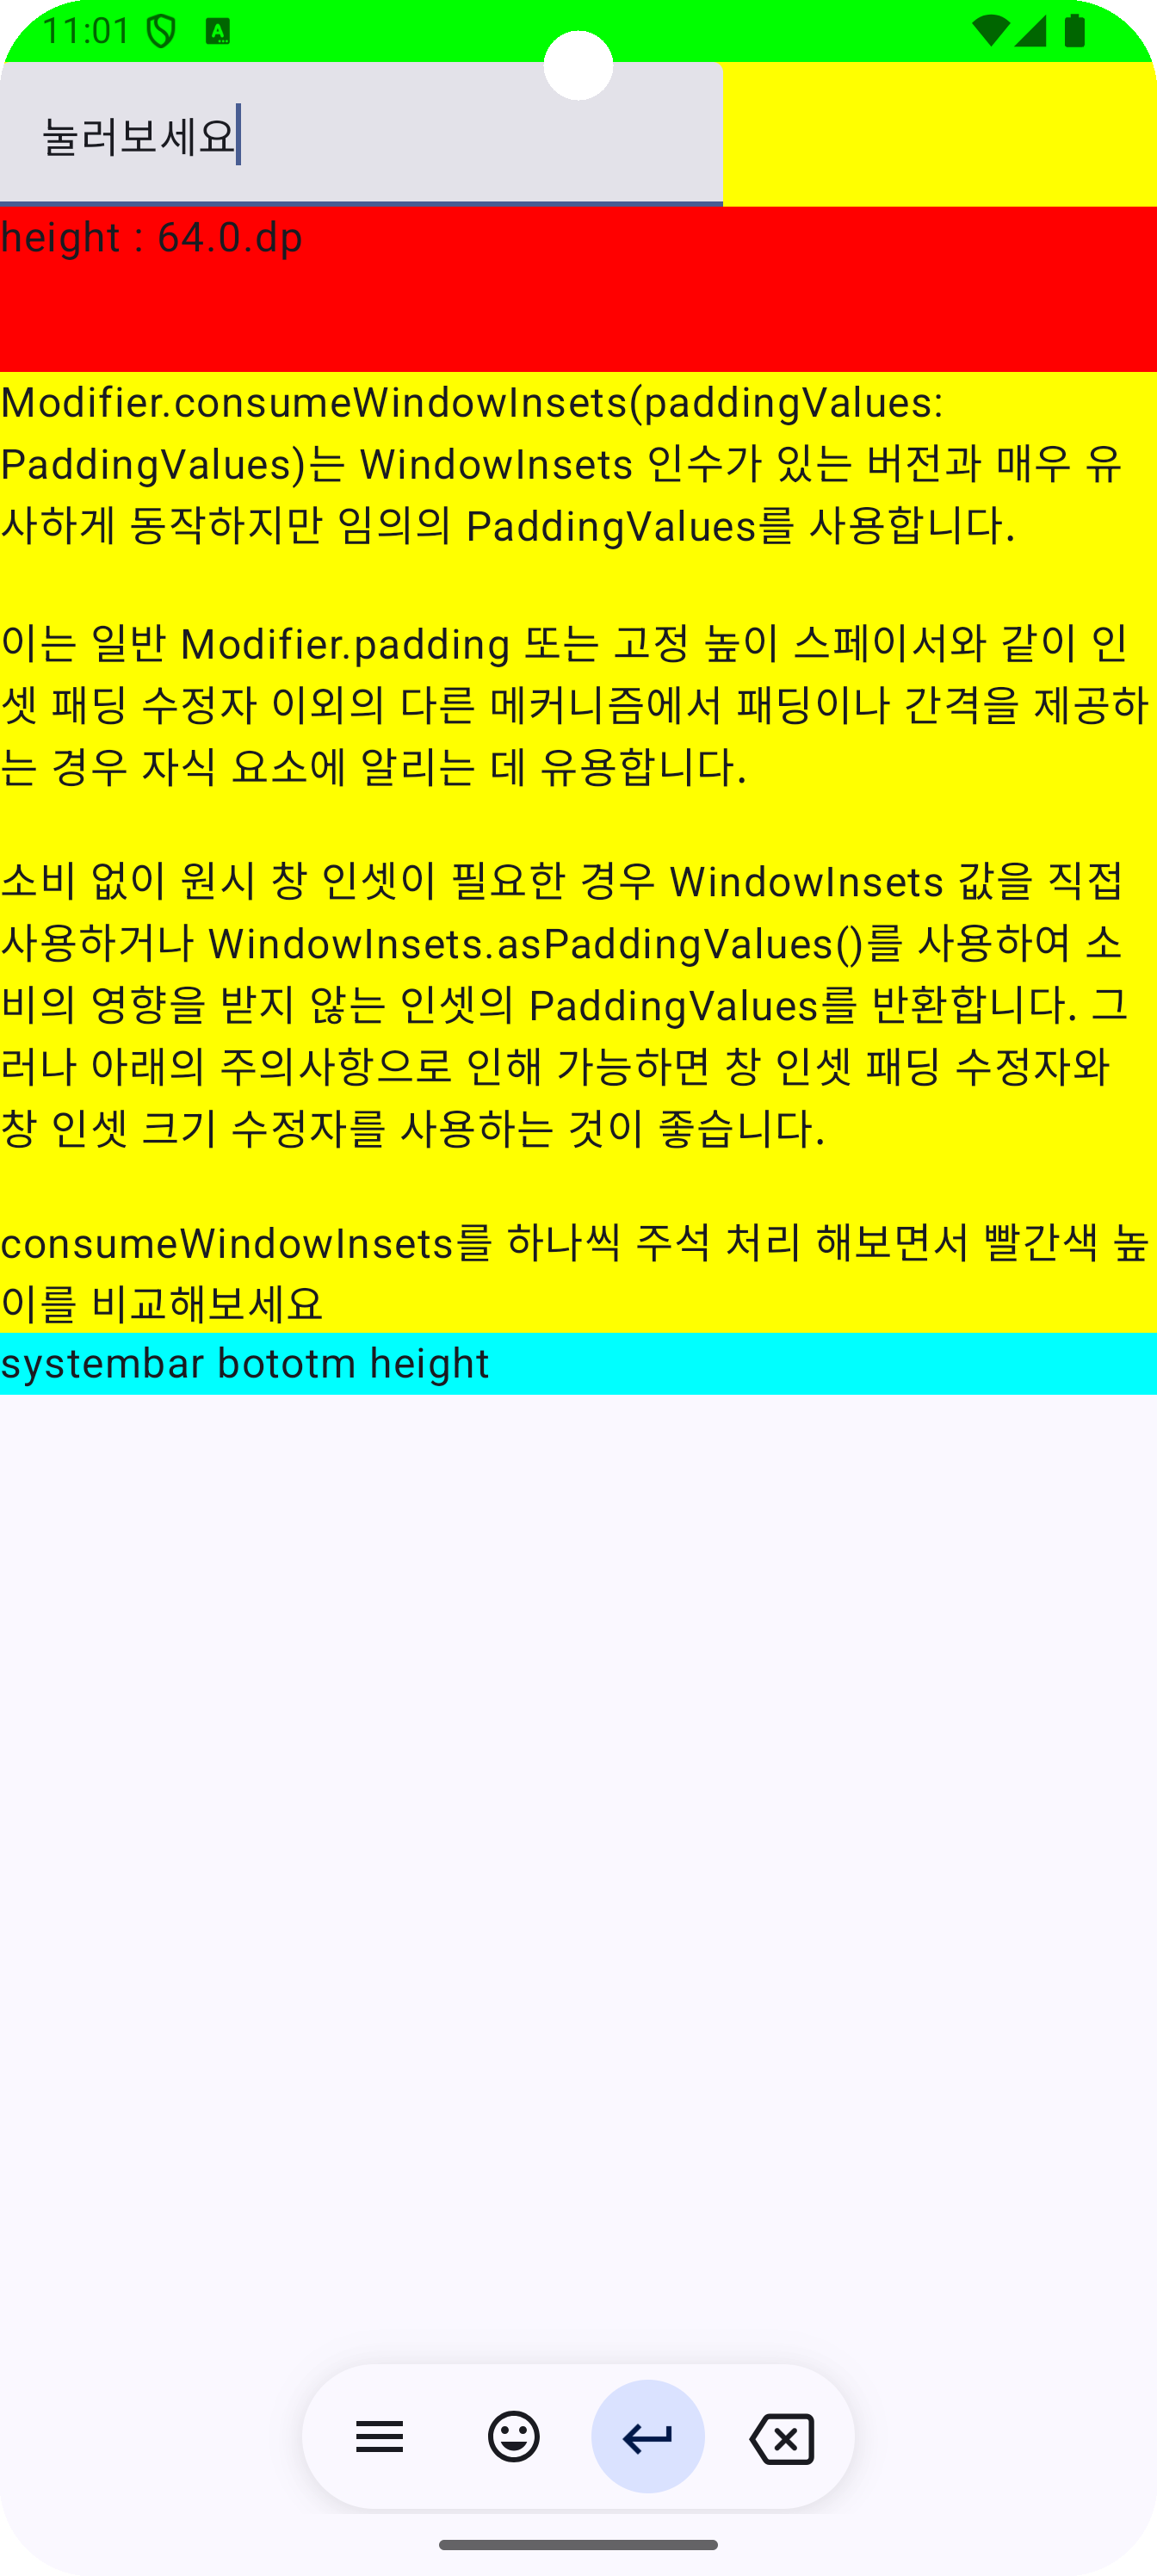 11:01
눌러보세요
height : 64.0.dp
Modifier.consumeWindowInsets(paddingValues:
PaddingValues)는 WindowInsets 인수가 있는 버전과 매우 유
사하게 동작하지만 임의의 PaddingValues를 사용합니다.
이는 일반 Modifier.padding 또는 고정 높이 스페이서와 같이 인
셋 패딩 수정자 이외의 다른 메커니즘에서 패딩이나 간격을 제공하
는 경우 자식 요소에 알리는 데 유용합니다.
소비 없이 원시 창 인셋이 필요한 경우 WindowInsets 값을 직접
사용하거나 WindowInsets.asPaddingValues()를 사용하여 소
비의 영향을 받지 않는 인셋의 PaddingValues를 반환합니다. 그
러나 아래의 주의사항으로 인해 가능하면 창 인셋 패딩 수정자와
창 인셋 크기 수정자를 사용하는 것이 좋습니다.
consumeWindowInsets를 하나씩 주석 처리 해보면서 빨간색 높
이를 비교해보세요
systembar bototm height